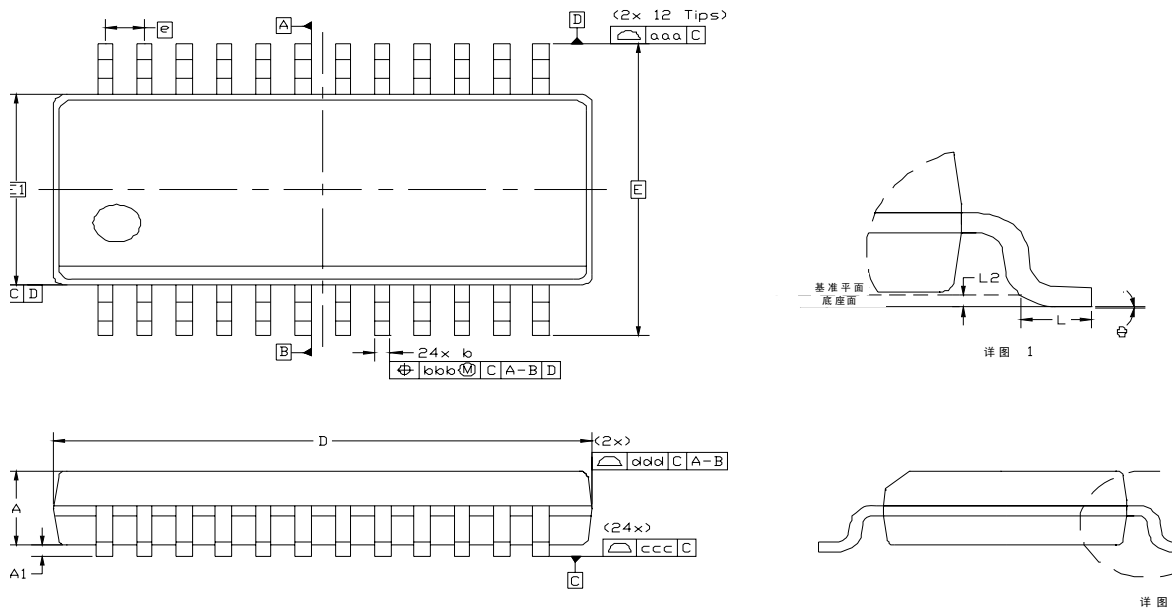 e
A
D
(2x 12 Tips)
aaa C
E1
E
C D
B
24x b
bbb Ⓜ C A-B D
L2
基准平面
底座面
L
θ
详图 1
D
(2x)
ddd C A-B
A
A1
(24x)
ccc C
C
详图